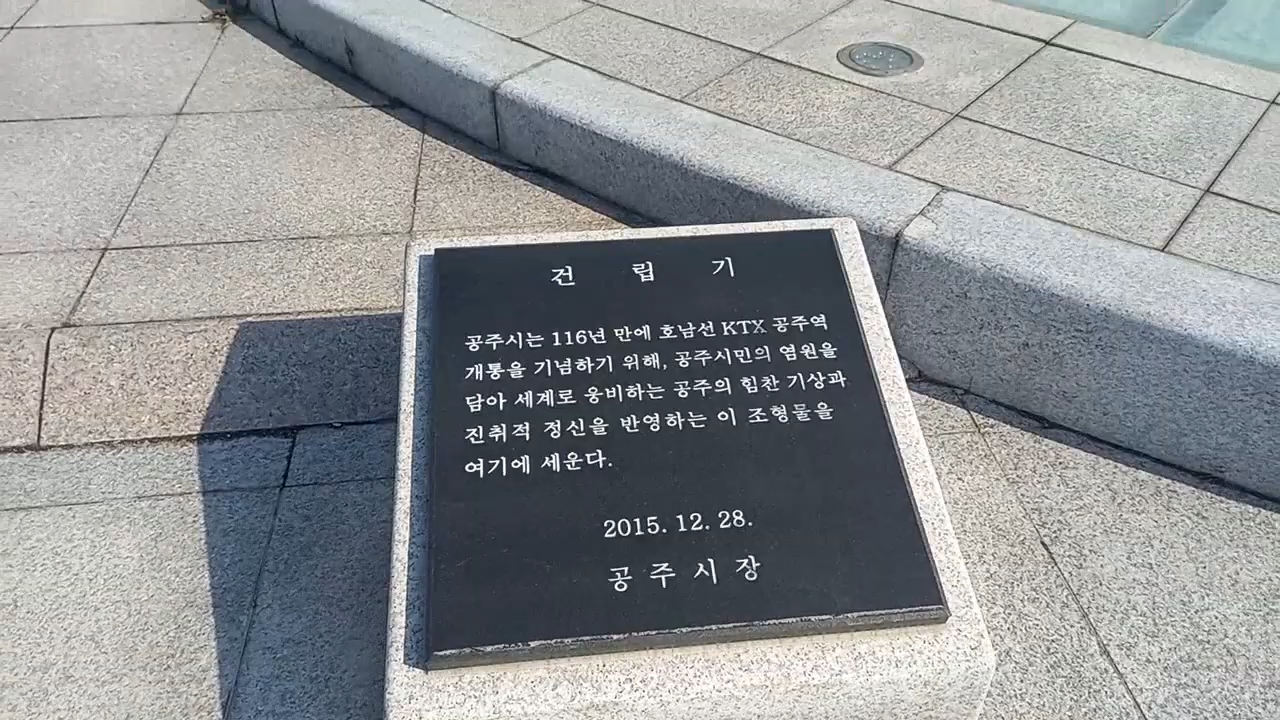 건 립 기
공주시는 116년 만에 호남선 KTX 공주역
개통을 기념하기 위해, 공주시민의 염원을
담아 세계로 웅비하는 공주의 힘찬 기상과
진취적 정신을 반영하는 이 조형물을
여기에 세운다.
2015. 12. 28.
공 주 시 장